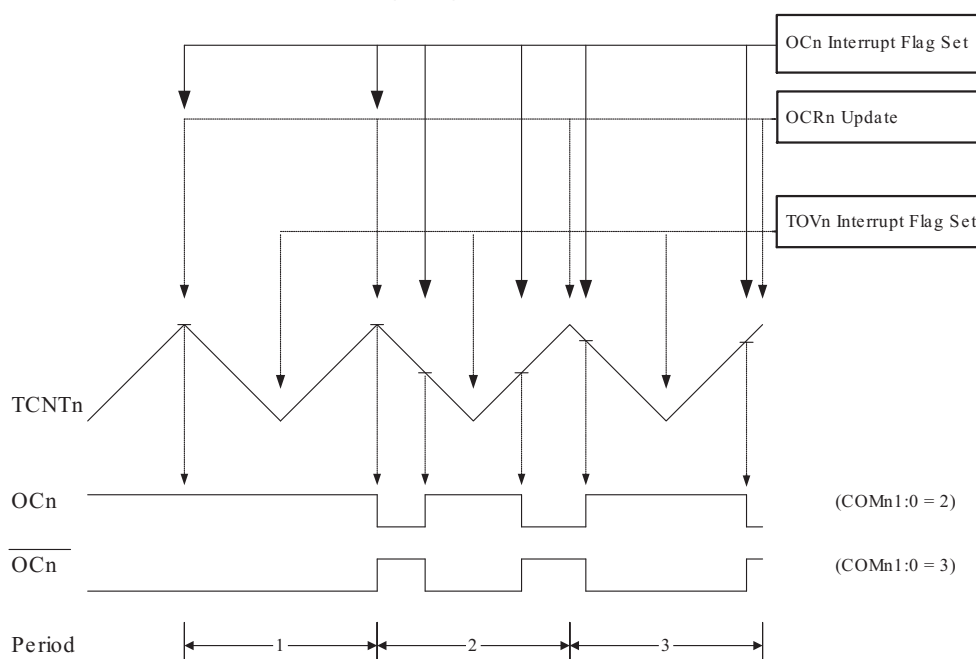 OCn Interrupt Flag Set
OCRn Update
TOVn Interrupt Flag Set
TCNTn
OCn
(COMn1:0 = 2)
OCn
(COMn1:0 = 3)
Period
1
2
3